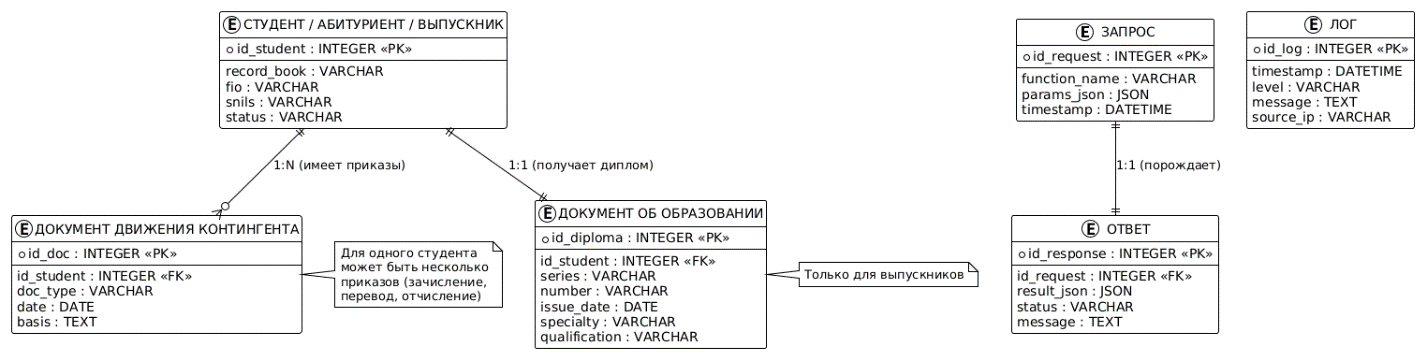 E СТУДЕНТ / АБИТУРИЕНТ / ВЫПУСКНИК
id_student : INTEGER «PK»
record_book : VARCHAR
fio : VARCHAR
snils : VARCHAR
status : VARCHAR
E ЗАПРОС
id_request : INTEGER «PK»
function_name : VARCHAR
params_json : JSON
timestamp : DATETIME
E ЛОГ
id_log : INTEGER «PK»
timestamp : DATETIME
level : VARCHAR
message : TEXT
source_ip : VARCHAR
1:N (имеет приказы)
1:1 (получает диплом)
1:1 (порождает)
E ДОКУМЕНТ ДВИЖЕНИЯ КОНТИНГЕНТА
id_doc : INTEGER «PK»
id_student : INTEGER «FK»
doc_type : VARCHAR
date : DATE
basis : TEXT
Для одного студента
может быть несколько
приказов (зачисление,
перевод, отчисление)
E ДОКУМЕНТ ОБ ОБРАЗОВАНИИ
id_diploma : INTEGER «PK»
id_student : INTEGER «FK»
series : VARCHAR
number : VARCHAR
issue_date : DATE
specialty : VARCHAR
qualification : VARCHAR
Только для выпускников
E ОТВЕТ
id_response : INTEGER «PK»
id_request : INTEGER «FK»
result_json : JSON
status : VARCHAR
message : TEXT